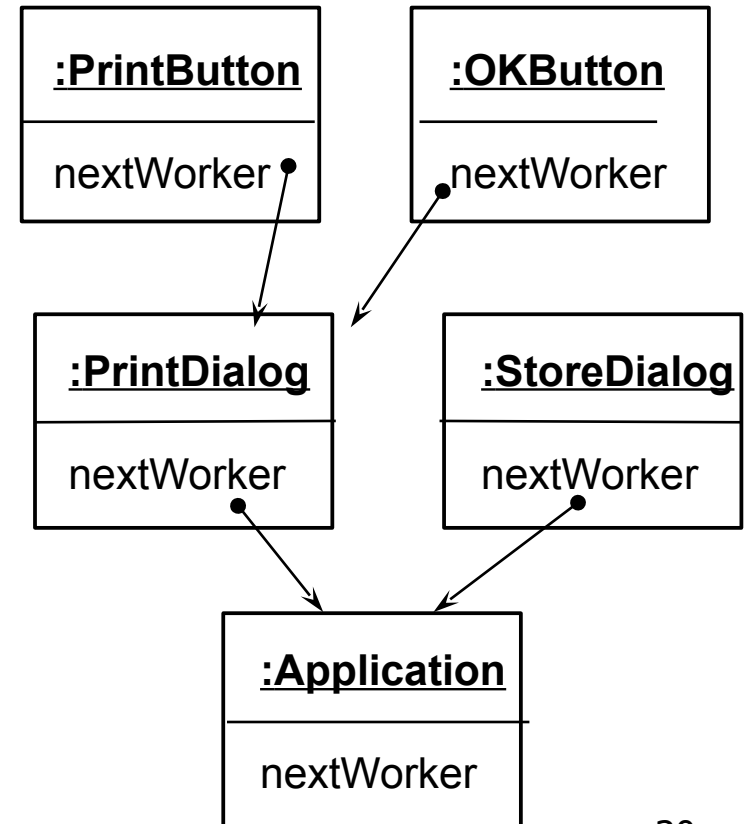 :PrintButton
nextWorker
:OKButton
nextWorker
:PrintDialog
nextWorker
:StoreDialog
nextWorker
:Application
nextWorker